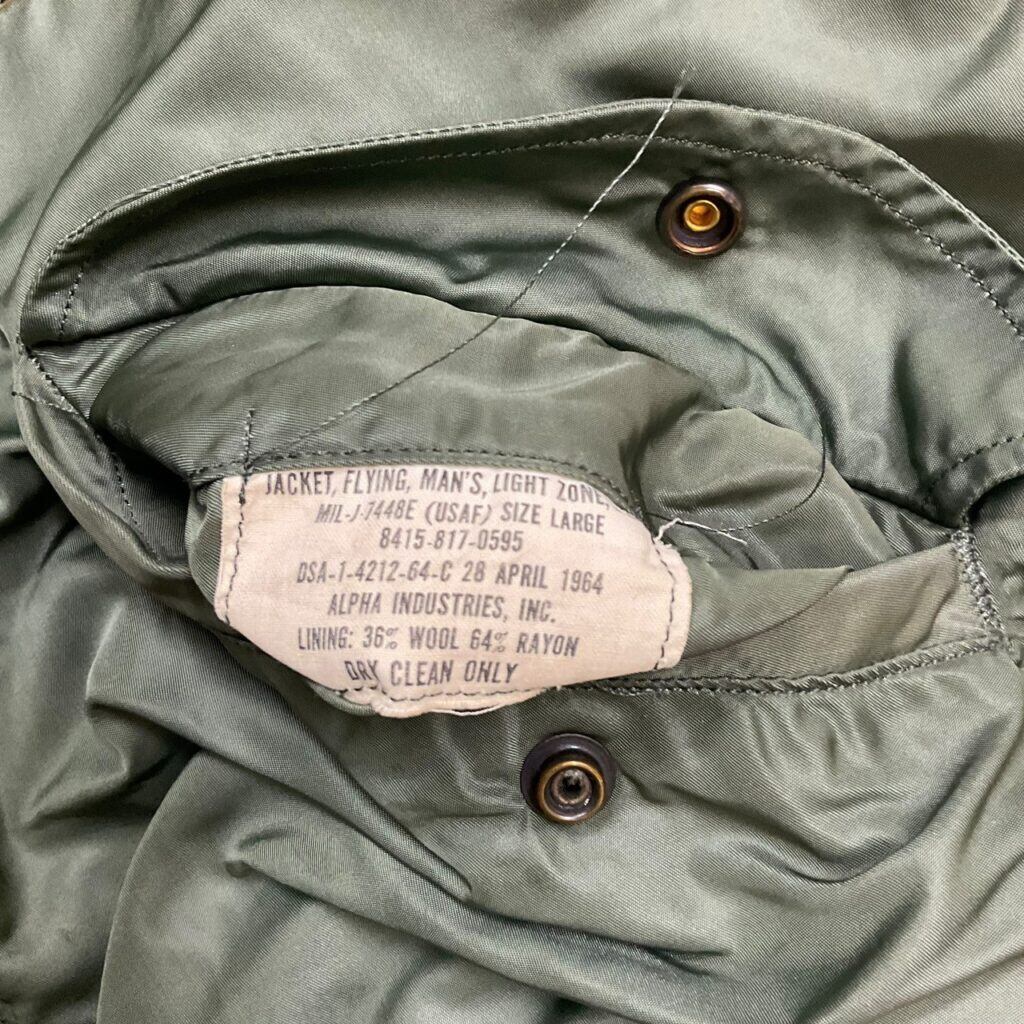 JACKET, FLYING, MAN'S, LIGHT ZONE,
MIL-J-7448E (USAF) SIZE LARGE
8415-817-0595
DSA-1-4212-64-C 28 APRIL 1964
ALPHA INDUSTRIES, INC.
LINING: 36% WOOL 64% RAYON
DRY CLEAN ONLY